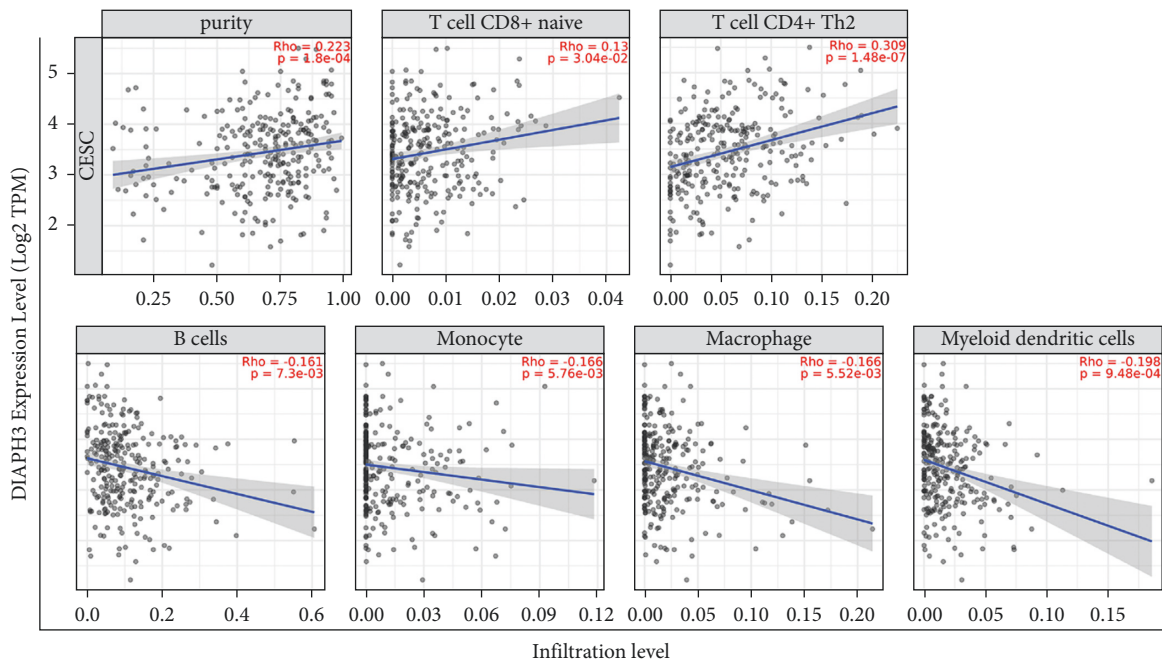 purity
T cell CD8+ naive
T cell CD4+ Th2
Rho = 0.223
p = 1.8e-04
Rho = 0.13
p = 3.04e-02
Rho = 0.309
p = 1.48e-07
CESC
5
4
3
2
0.25 0.50 0.75 1.00
0.00 0.01 0.02 0.03 0.04
0.00 0.05 0.10 0.15 0.20
DIAPH3 Expression Level (Log2 TPM)
B cells
Monocyte
Macrophage
Myeloid dendritic cells
Rho = -0.161
p = 7.3e-03
Rho = -0.166
p = 5.76e-03
Rho = -0.166
p = 5.52e-03
Rho = -0.198
p = 9.48e-04
0.0 0.2 0.4 0.6
0.00 0.03 0.06 0.09 0.12
0.00 0.05 0.10 0.15 0.20
0.00 0.05 0.10 0.15
Infiltration level